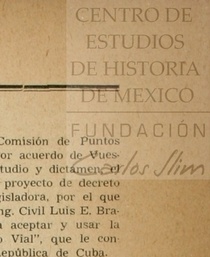 CENTRO DE
ESTUDIOS
DE HISTORIA
DE MEXICO
FUNDACIÓN
Carlos Slim
Comisión de Puntos
or acuerdo de Vues-
tudio y dictamen el
proyecto de decreto
gisladora, por el que
ng. Civil Luis E. Bra-
a aceptar y usar la
o Vial", que le con-
epública de Cuba.